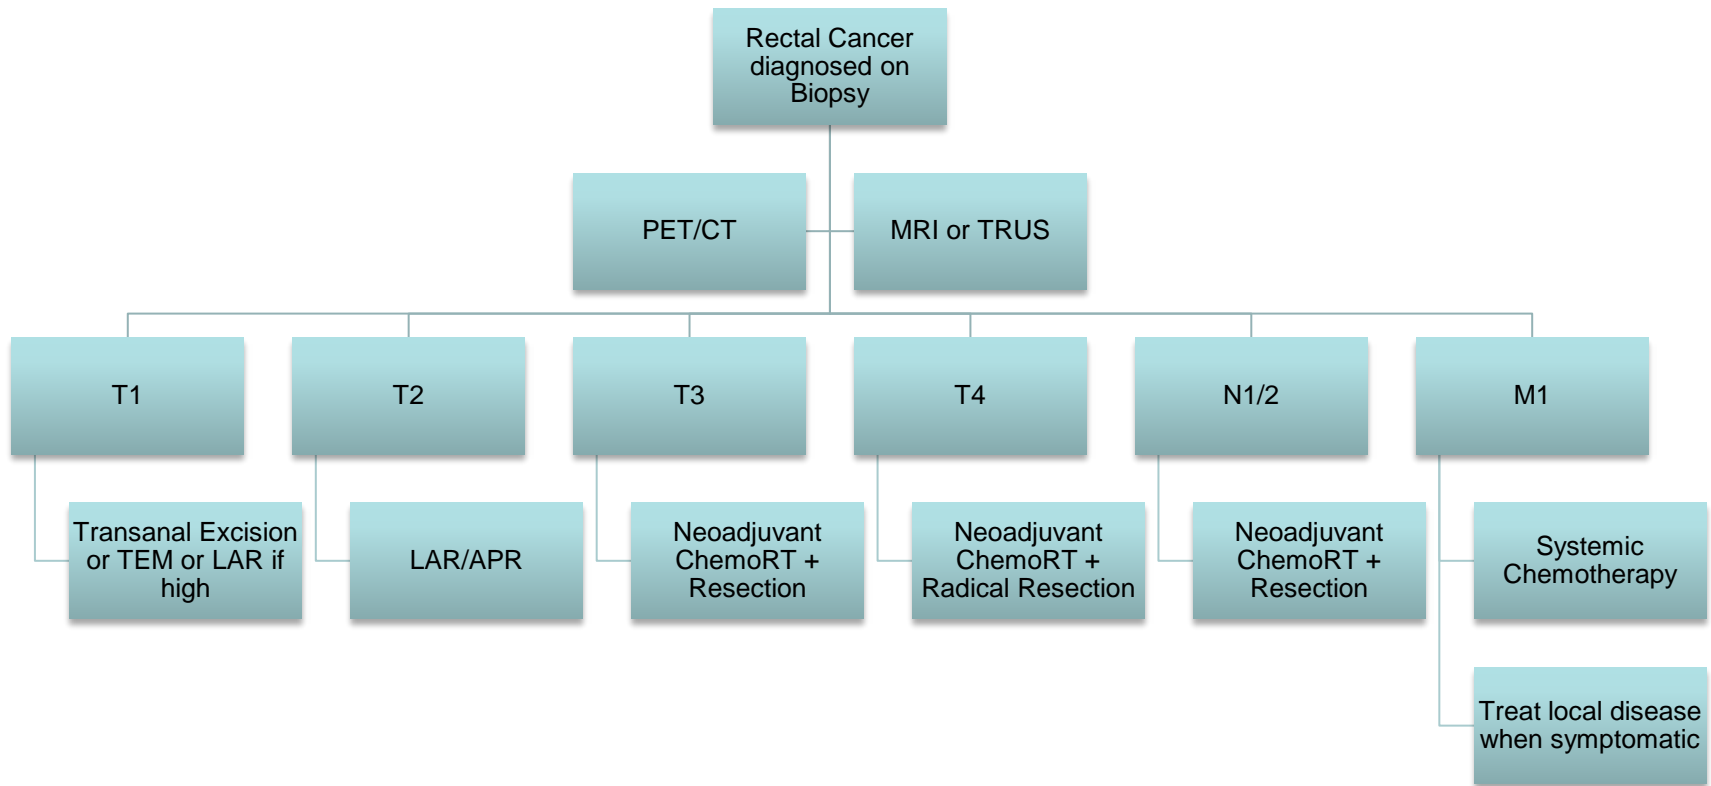 Rectal Cancer
diagnosed on
Biopsy
PET/CT
MRI or TRUS
T1
T2
T3
T4
N1/2
M1
Transanal Excision
or TEM or LAR if
high
LAR/APR
Neoadjuvant
ChemoRT +
Resection
Neoadjuvant
ChemoRT +
Radical Resection
Neoadjuvant
ChemoRT +
Resection
Systemic
Chemotherapy
Treat local disease
when symptomatic